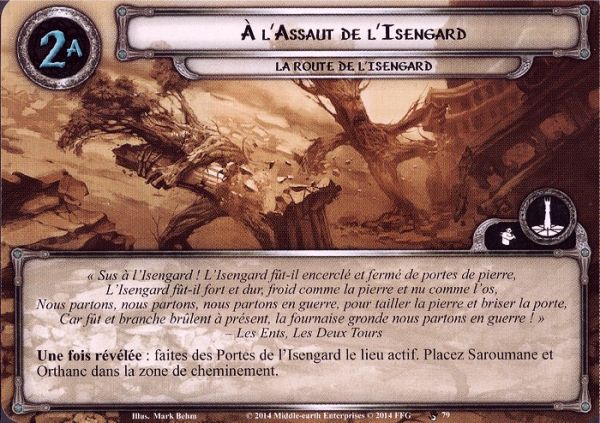 2A
À l'Assaut de l'Isengard
La Route de l'Isengard
« Sus à l'Isengard ! L'Isengard fût-il encerclé et fermé de portes de pierre,
L'Isengard fût-il fort et dur, froid comme la pierre et nu comme l'os,
Nous partons, nous partons, nous partons en guerre, pour tailler la pierre et briser la porte,
Car fût et branche brûlent à présent, la fournaise gronde nous partons en guerre ! »
– Les Ents, Les Deux Tours
Une fois révélée : faites des Portes de l'Isengard le lieu actif. Placez Saroumane et
Orthanc dans la zone de cheminement.
Illus. Mark Behm © 2014 Middle-earth Enterprises © 2014 FFG 79